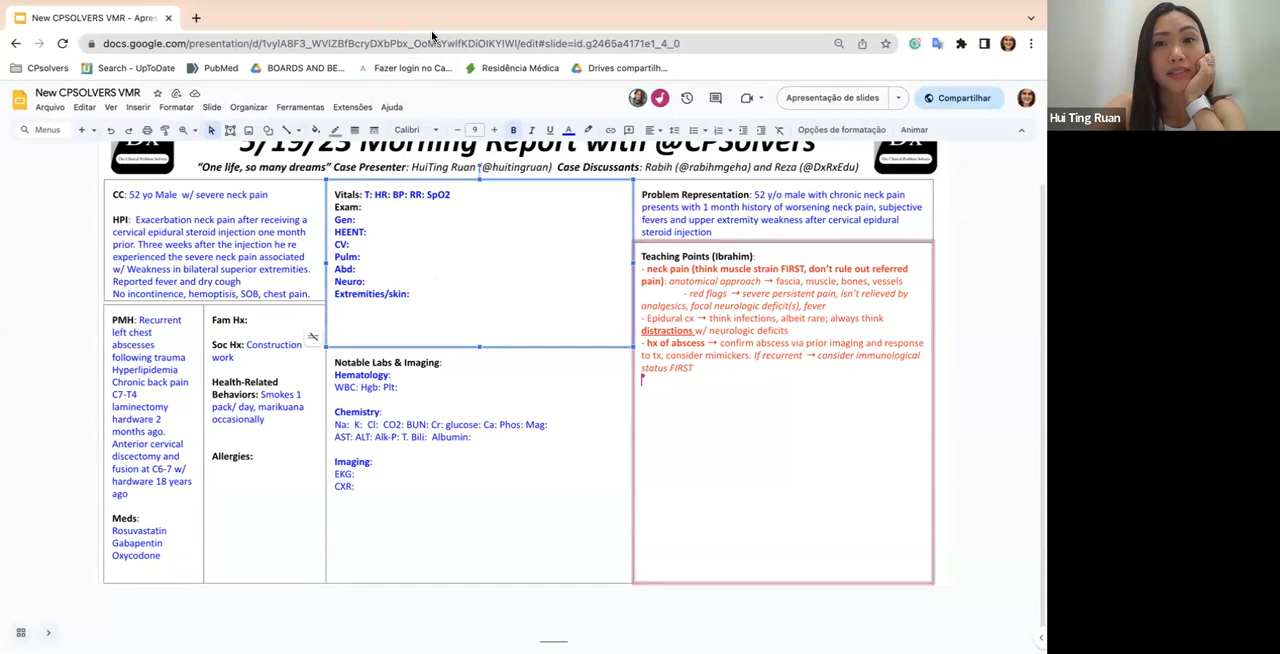 New CPSOLVERS VMR - Apres
docs.google.com/presentation/d/1vyIA8F3_WVIZBfBcryDXbPbx_OoMsYwlfKDiOIKYIWI/edit#slide=id.g2465a4171e1_4_0
CPsolvers
Search - UpToDate
PubMed
BOARDS AND BE...
Fazer login no Ca...
Residência Médica
Drives compartilh...
New CPSOLVERS VMR
Arquivo Editar Ver Inserir Formatar Slide Organizar Ferramentas Extensões Ajuda
Apresentação de slides
Compartilhar
Menus
Calibri
9
Opções de formatação
Animar
5/19/23 Morning Report with @CPSolvers
“One life, so many dreams” Case Presenter: HuiTing Ruan (@huitingruan) Case Discussants: Rabih (@rabihmgeha) and Reza (@DxRxEdu)
The Clinical Problem Solvers
The Clinical Problem Solvers
CC: 52 yo Male w/ severe neck pain
HPI: Exacerbation neck pain after receiving a
cervical epidural steroid injection one month
prior. Three weeks after the injection he re
experienced the severe neck pain associated
w/ Weakness in bilateral superior extremities.
Reported fever and dry cough
No incontinence, hemoptisis, SOB, chest pain.
PMH: Recurrent
left chest
abscesses
following trauma
Hyperlipidemia
Chronic back pain
C7-T4
laminectomy
hardware 2
months ago.
Anterior cervical
discectomy and
fusion at C6-7 w/
hardware 18 years
ago
Meds:
Rosuvastatin
Gabapentin
Oxycodone
Fam Hx:
Soc Hx: Construction
work
Health-Related
Behaviors: Smokes 1
pack/ day, marikuana
occasionally
Allergies:
Vitals: T: HR: BP: RR: SpO2
Exam:
Gen:
HEENT:
CV:
Pulm:
Abd:
Neuro:
Extremities/skin:
Notable Labs & Imaging:
Hematology:
WBC: Hgb: Plt:
Chemistry:
Na: K: Cl: CO2: BUN: Cr: glucose: Ca: Phos: Mag:
AST: ALT: Alk-P: T. Bili: Albumin:
Imaging:
EKG:
CXR:
Problem Representation: 52 y/o male with chronic neck pain
presents with 1 month history of worsening neck pain, subjective
fevers and upper extremity weakness after cervical epidural
steroid injection
Teaching Points (Ibrahim):
- neck pain (think muscle strain FIRST, don’t rule out referred
pain): anatomical approach → fascia, muscle, bones, vessels
- red flags → severe persistent pain, isn’t relieved by
analgesics, focal neurologic deficit(s), fever
- Epidural cx → think infections, albeit rare; always think
distractions w/ neurologic deficits
- hx of abscess → confirm abscess via prior imaging and response
to tx, consider mimickers. If recurrent → consider immunological
status FIRST
Hui Ting Ruan